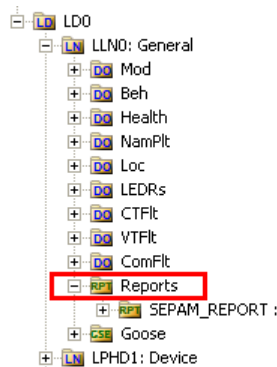 LD LD0
LN LLN0: General
DO Mod
DO Beh
DO Health
DO NamPlt
DO Loc
DO LEDRs
DO CTFlt
DO VTFlt
DO ComFlt
RPT Reports
RPT SEPAM_REPORT :
GSE Goose
LN LPHD1: Device